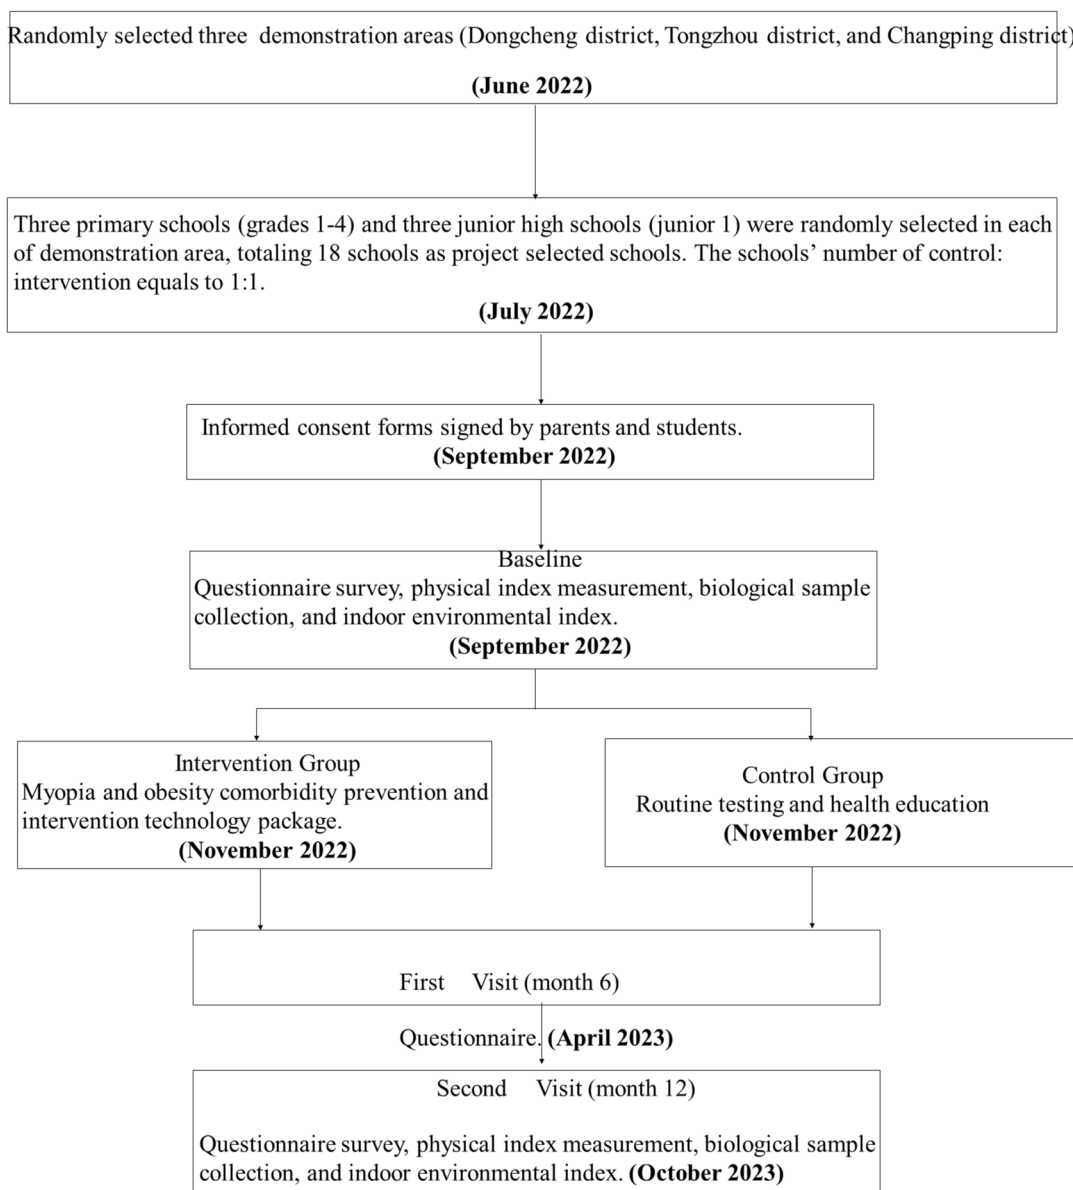 Randomly selected three demonstration areas (Dongcheng district, Tongzhou district, and Changping district)
(June 2022)
Three primary schools (grades 1-4) and three junior high schools (junior 1) were randomly selected in each
of demonstration area, totaling 18 schools as project selected schools. The schools’ number of control:
intervention equals to 1:1.
(July 2022)
Informed consent forms signed by parents and students.
(September 2022)
Baseline
Questionnaire survey, physical index measurement, biological sample
collection, and indoor environmental index.
(September 2022)
Intervention Group
Myopia and obesity comorbidity prevention and
intervention technology package.
(November 2022)
Control Group
Routine testing and health education
(November 2022)
First Visit (month 6)
Questionnaire. (April 2023)
Second Visit (month 12)
Questionnaire survey, physical index measurement, biological sample
collection, and indoor environmental index. (October 2023)